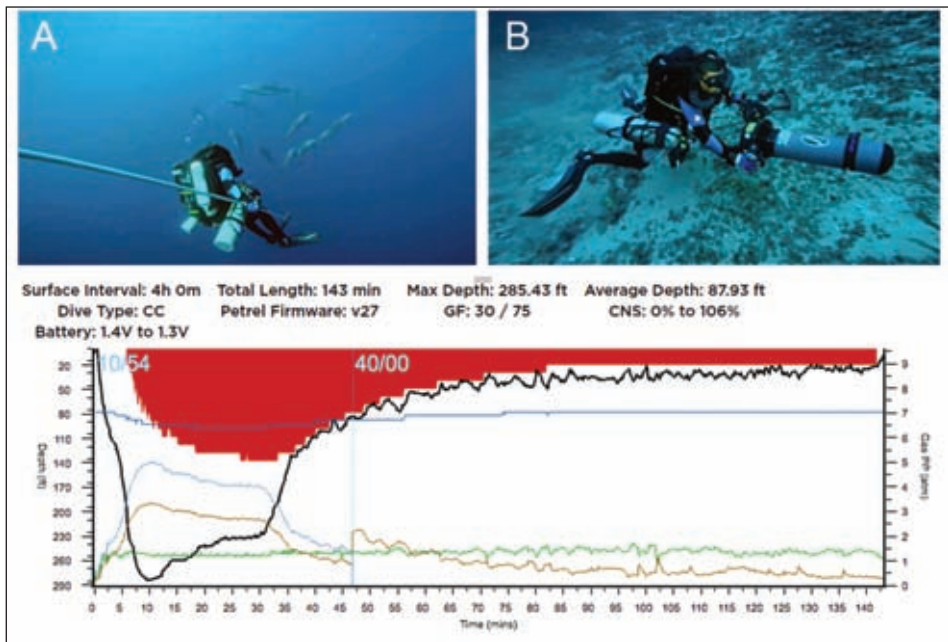 A
B
Surface Interval: 4h 0m Total Length: 143 min Max Depth: 285.43 ft Average Depth: 87.93 ft
Dive Type: CC Petrel Firmware: v27 GF: 30 / 75 CNS: 0% to 106%
Battery: 1.4V to 1.3V
10/54
40/00
20
50
80
110
140
170
200
230
260
290
Depth (ft)
9
8
7
6
5
4
3
2
1
0
Gas PP (atm)
0 5 10 15 20 25 30 35 40 45 50 55 60 65 70 75 80 85 90 95 100 105 110 115 120 125 130 135 140
Time (mins)